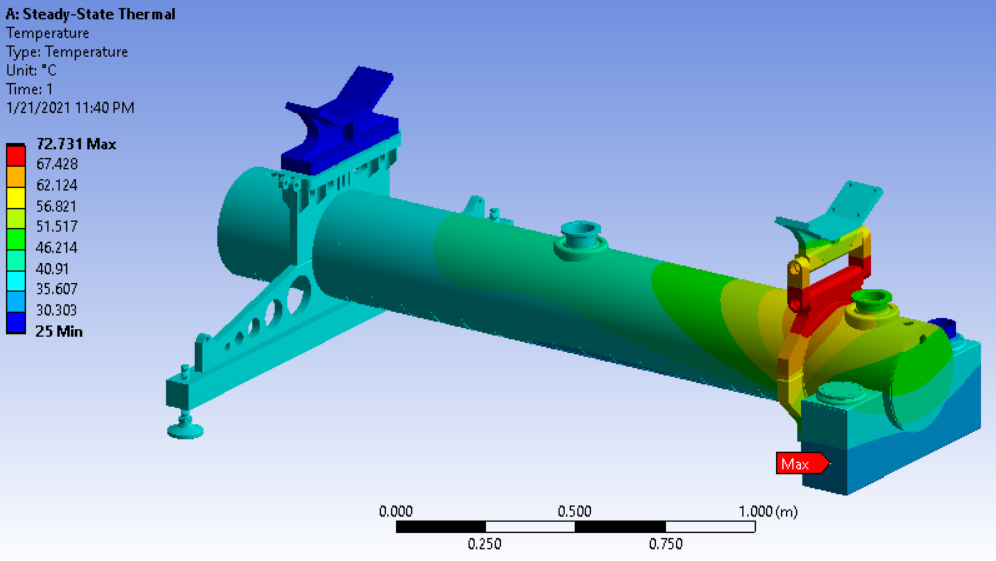 A: Steady-State Thermal
Temperature
Type: Temperature
Unit: °C
Time: 1
1/21/2021 11:40 PM
72.731 Max
67.428
62.124
56.821
51.517
46.214
40.91
35.607
30.303
25 Min
Max
0.000 0.500 1.000 (m)
0.250 0.750